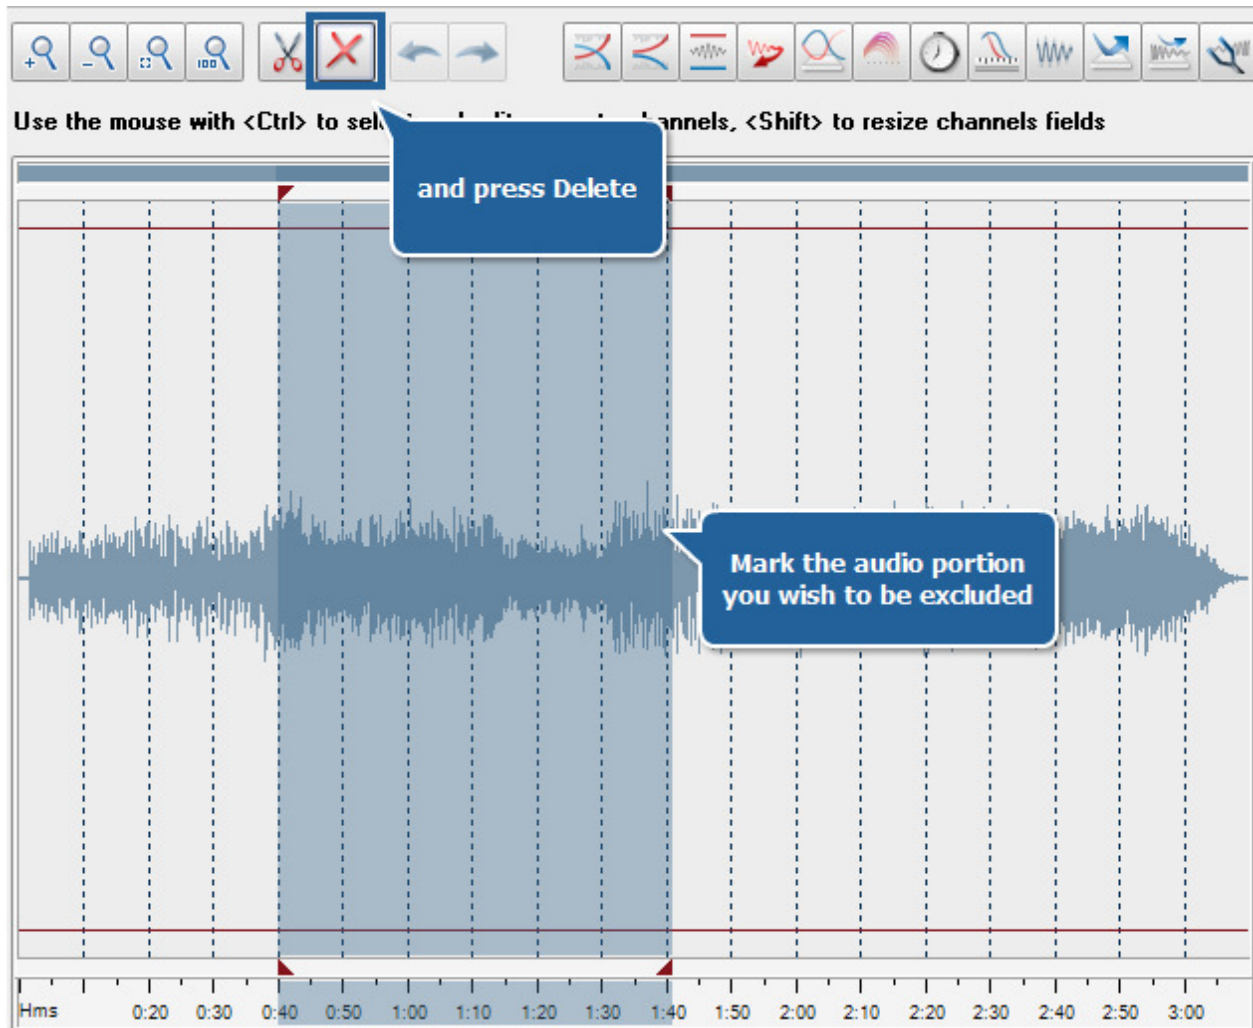 100
Use the mouse with <Ctrl> to sel annels, <Shift> to resize channels fields
and press Delete
Mark the audio portion
you wish to be excluded
Hms 0:20 0:30 0:40 0:50 1:00 1:10 1:20 1:30 1:40 1:50 2:00 2:10 2:20 2:30 2:40 2:50 3:00